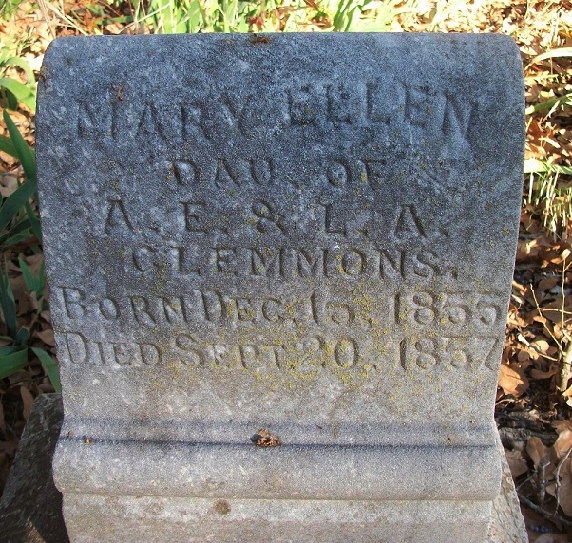 MARY ELLEN
DAU. OF
A. E. & L. A.
CLEMMONS.
BORN DEC. 15, 1855
DIED SEPT. 20, 1857